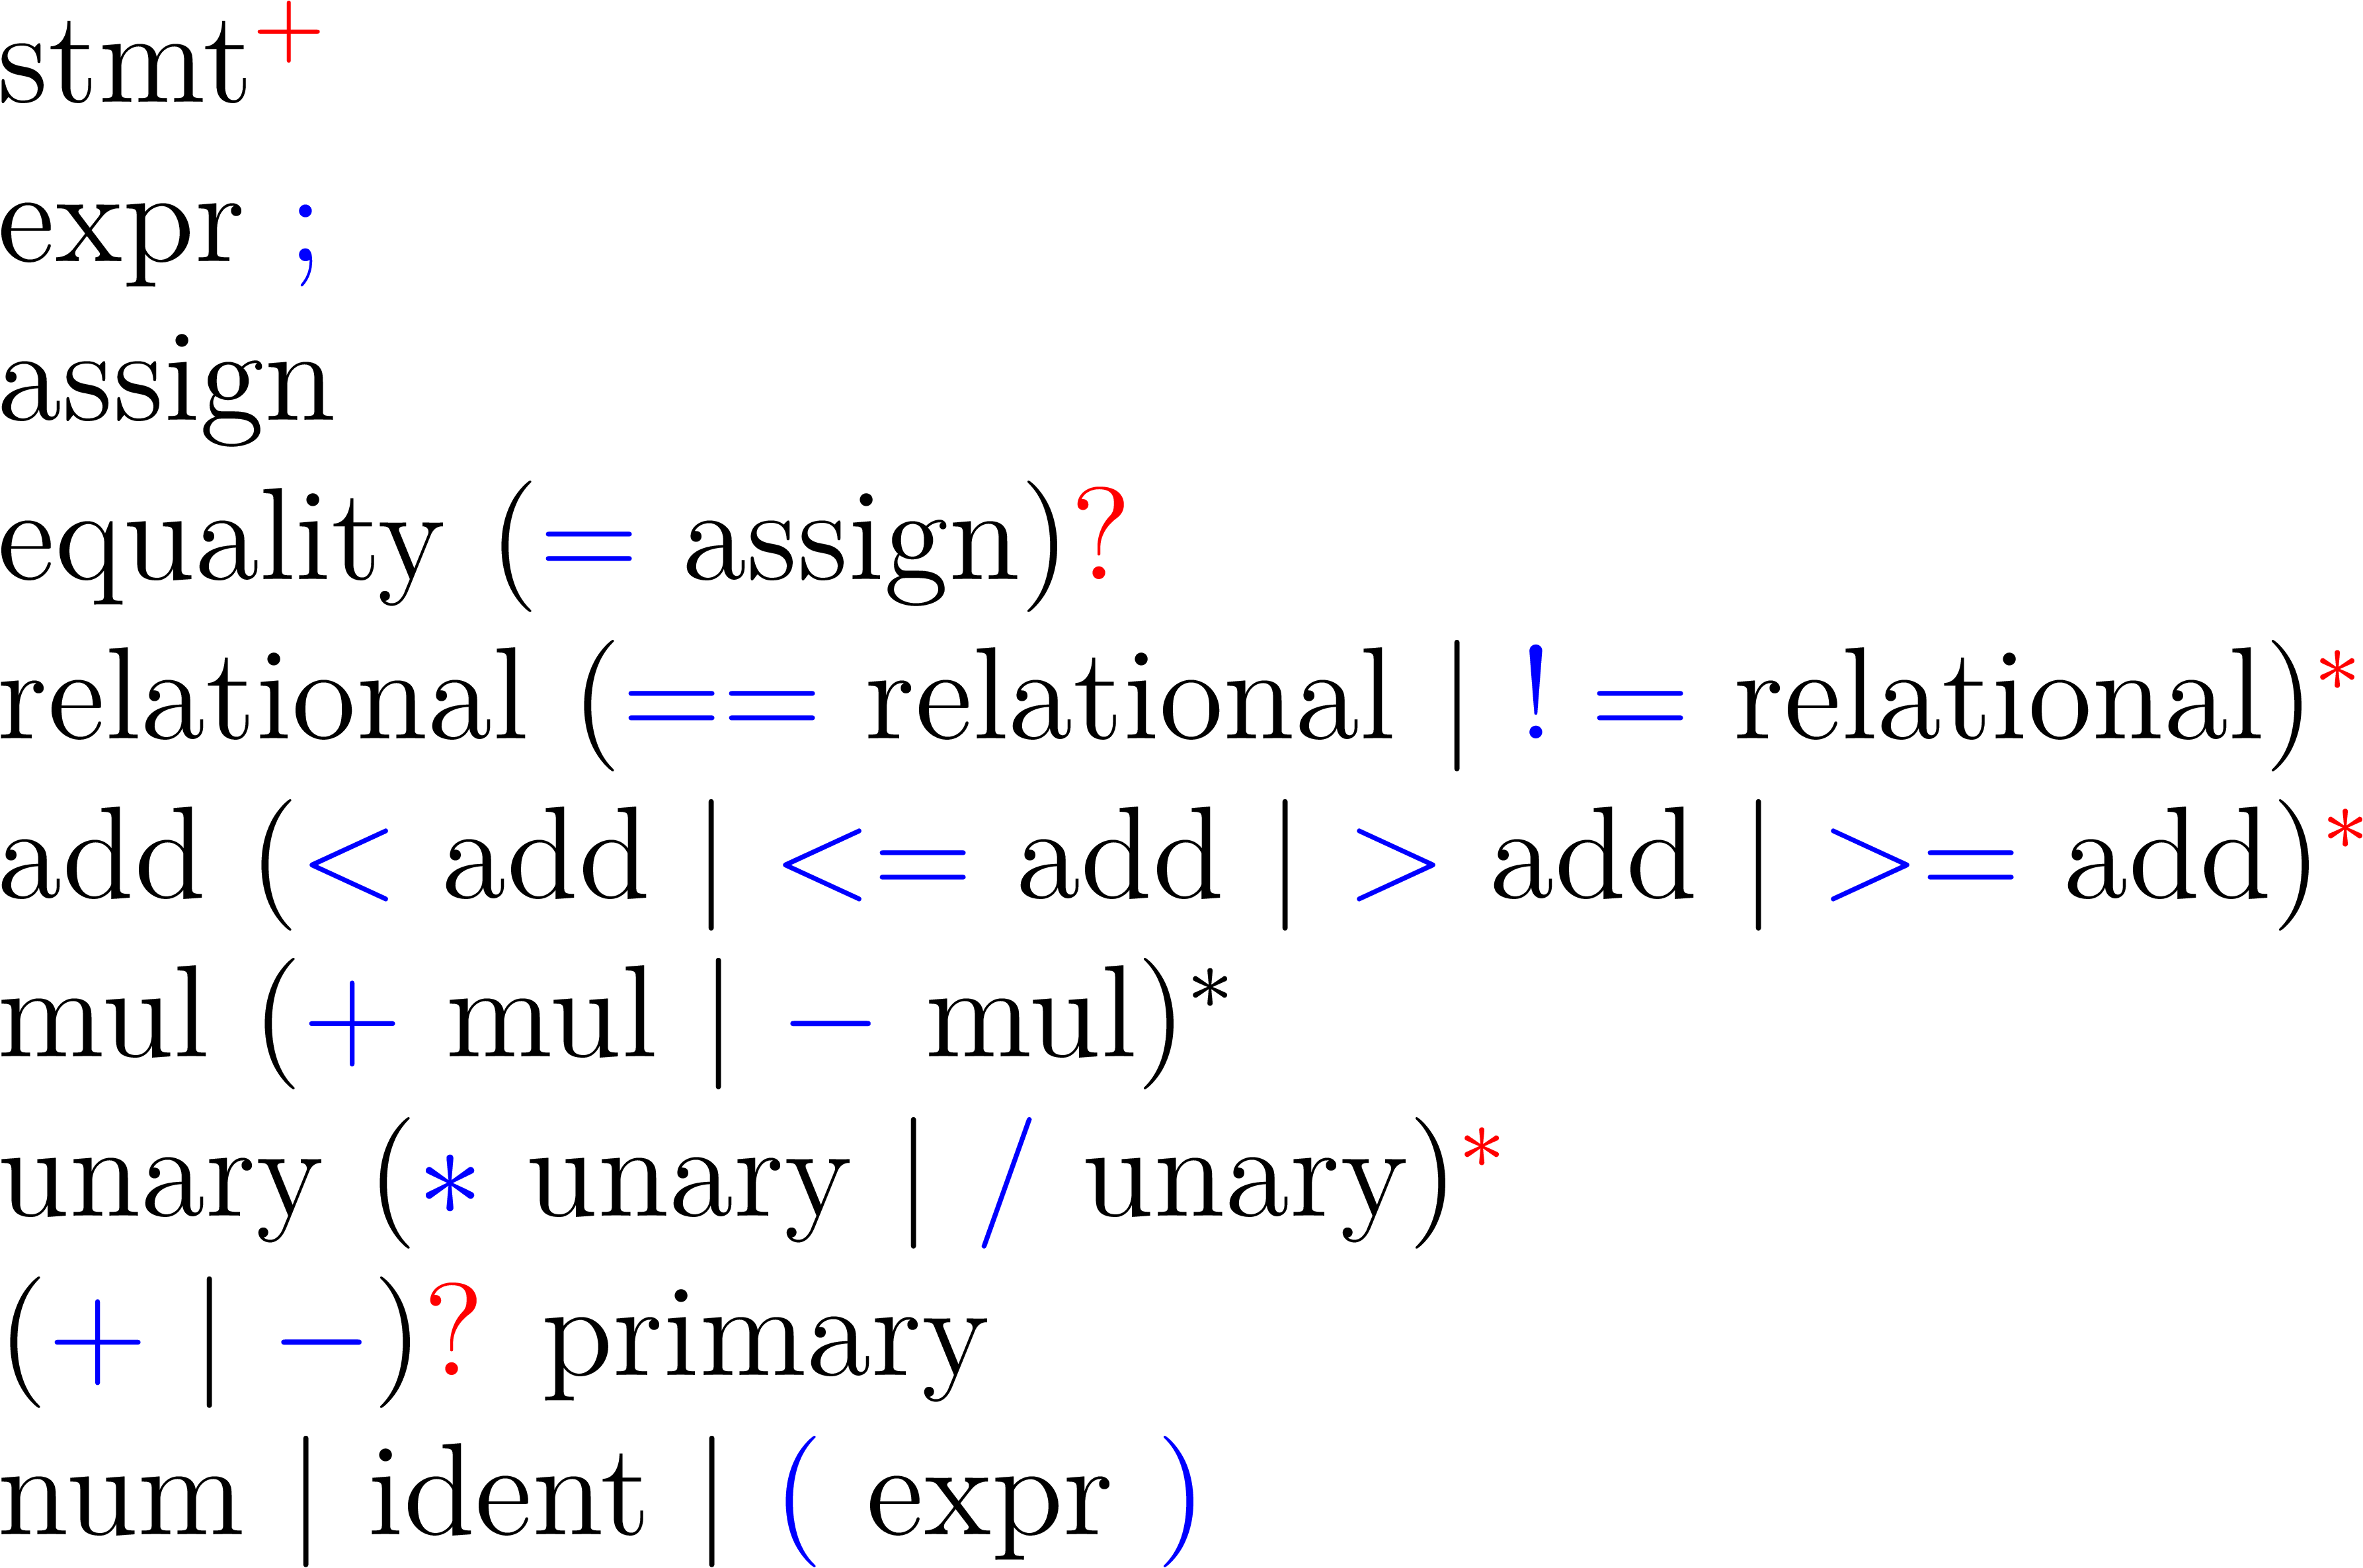 stmt⁺
expr ;
assign
equality (= assign)?
relational (== relational | ! = relational)*
add (< add | <= add | > add | >= add)*
mul (+ mul | − mul)*
unary (* unary | / unary)*
(+ | −)? primary
num | ident | ( expr )